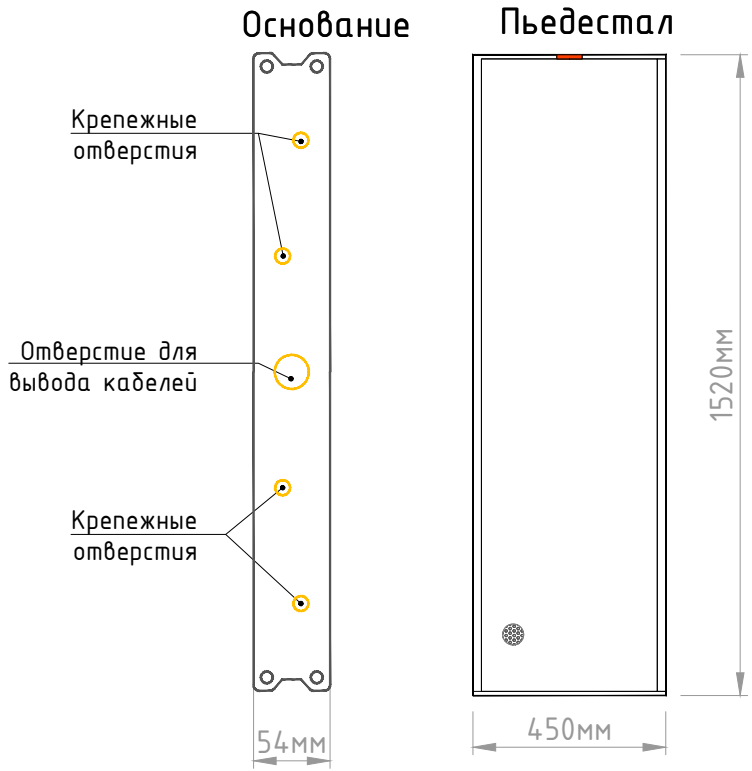 Основание
Пьедестал
Крепежные
отверстия
Отверстие для
вывода кабелей
Крепежные
отверстия
1520мм
54мм
450мм